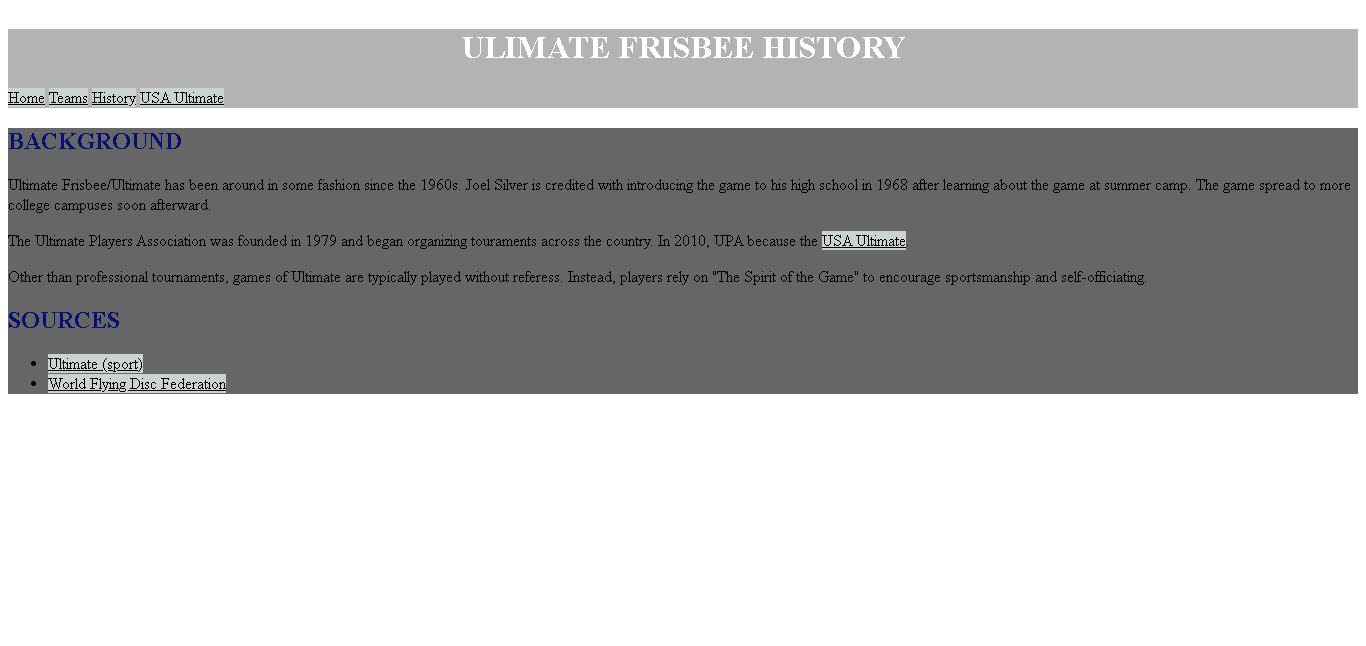 ULIMATE FRISBEE HISTORY
Home Teams History USA Ultimate
BACKGROUND
Ultimate Frisbee/Ultimate has been around in some fashion since the 1960s. Joel Silver is credited with introducing the game to his high school in 1968 after learning about the game at summer camp. The game spread to more
college campuses soon afterward.
The Ultimate Players Association was founded in 1979 and began organizing touraments across the country. In 2010, UPA because the USA Ultimate
Other than professional tournaments, games of Ultimate are typically played without referess. Instead, players rely on "The Spirit of the Game" to encourage sportsmanship and self-officiating.
SOURCES
• Ultimate (sport)
• World Flying Disc Federation